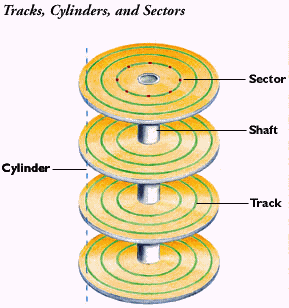 Tracks, Cylinders, and Sectors
Sector
Shaft
Cylinder
Track